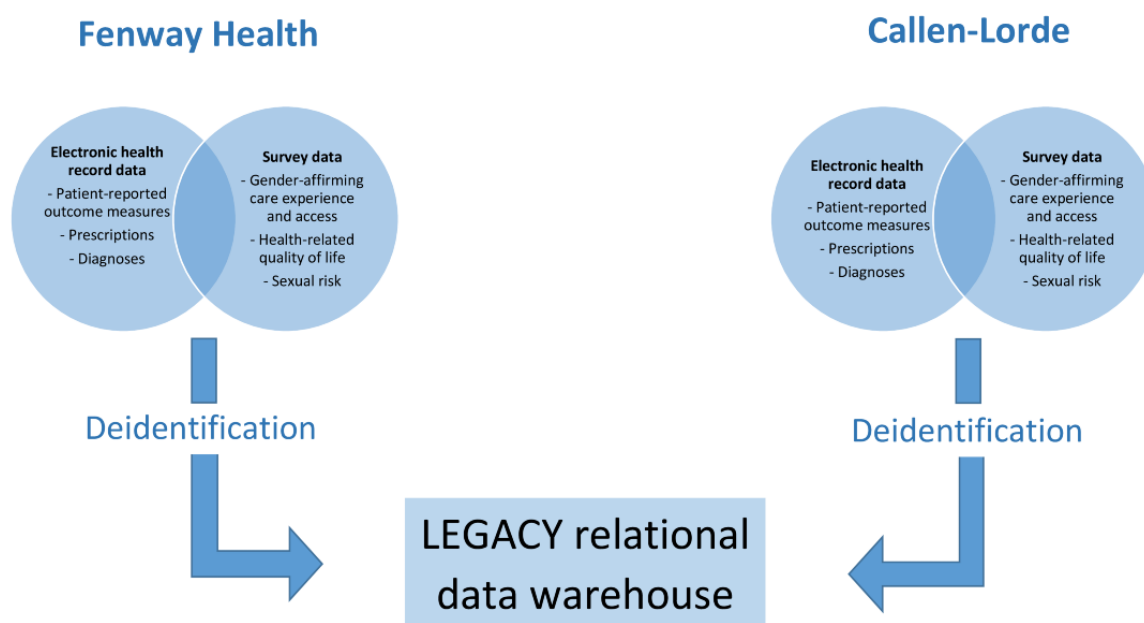 Fenway Health
Callen-Lorde
Electronic health
record data
- Patient-reported
outcome measures
- Prescriptions
- Diagnoses
Survey data
- Gender-affirming
care experience
and access
- Health-related
quality of life
- Sexual risk
Electronic health
record data
- Patient-reported
outcome measures
- Prescriptions
- Diagnoses
Survey data
- Gender-affirming
care experience
and access
- Health-related
quality of life
- Sexual risk
Deidentification
Deidentification
LEGACY relational
data warehouse